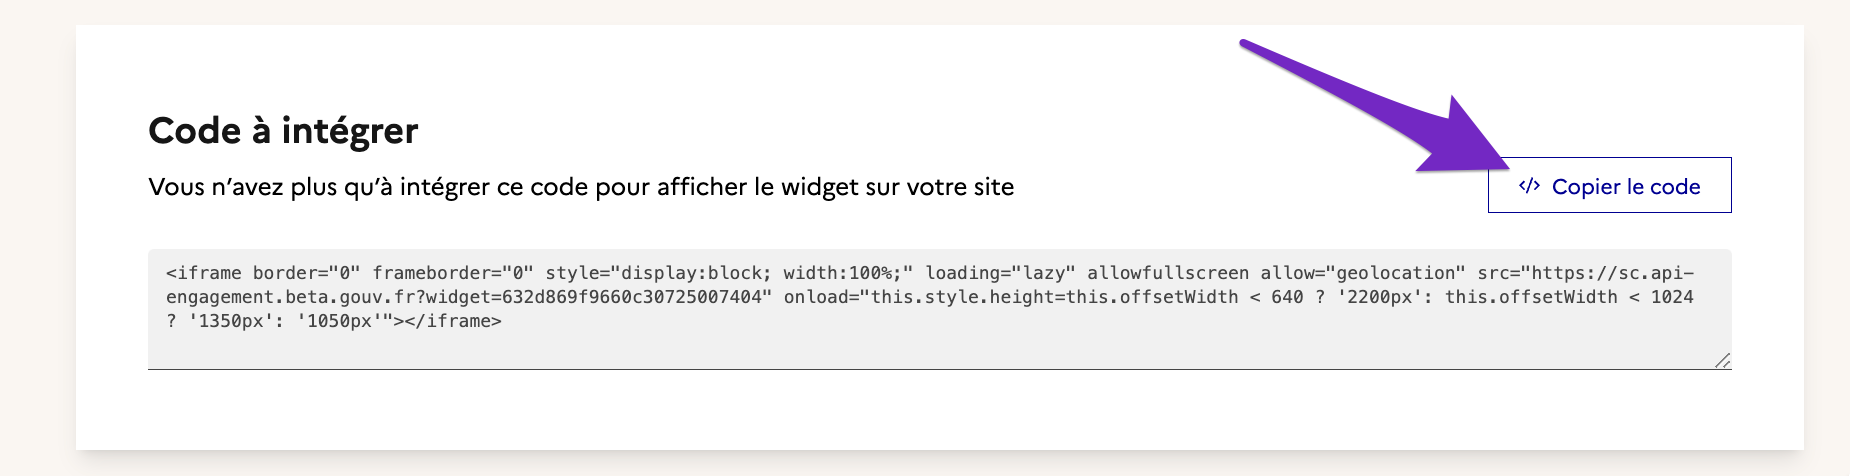 Code à intégrer
Vous n’avez plus qu’à intégrer ce code pour afficher le widget sur votre site
</> Copier le code
<iframe border="0" frameborder="0" style="display:block; width:100%;" loading="lazy" allowfullscreen allow="geolocation" src="https://sc.api-
engagement.beta.gouv.fr?widget=632d869f9660c30725007404" onload="this.style.height=this.offsetWidth < 640 ? '2200px': this.offsetWidth < 1024
? '1350px': '1050px'"></iframe>